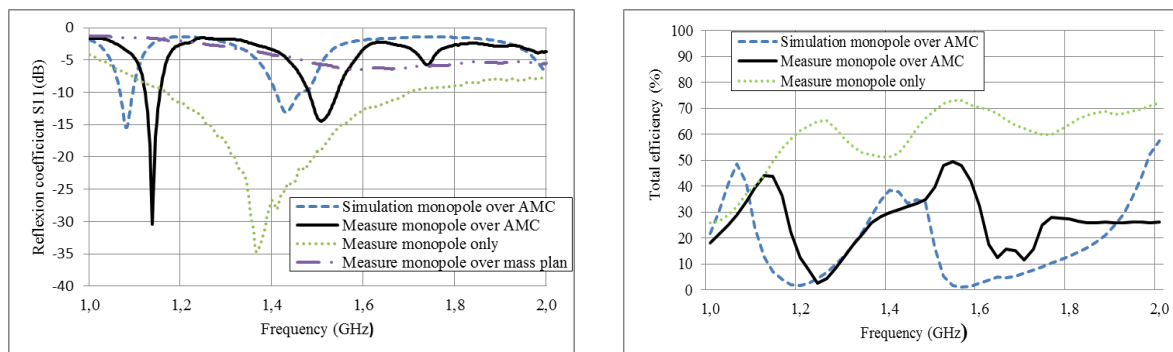 0
-5
-10
-15
-20
-25
-30
-35
-40
Reflexion coefficient S11(dB)
Simulation monopole over AMC
Measure monopole over AMC
Measure monopole only
Measure monopole over mass plan
1,0 1,2 1,4 1,6 1,8 2,0
Frequency (GHz)
100
90
80
70
60
50
40
30
20
10
0
Total efficiency (%)
Simulation monopole over AMC
Measure monopole over AMC
Measure monopole only
1,0 1,2 1,4 1,6 1,8 2,0
Frequency (GHz)